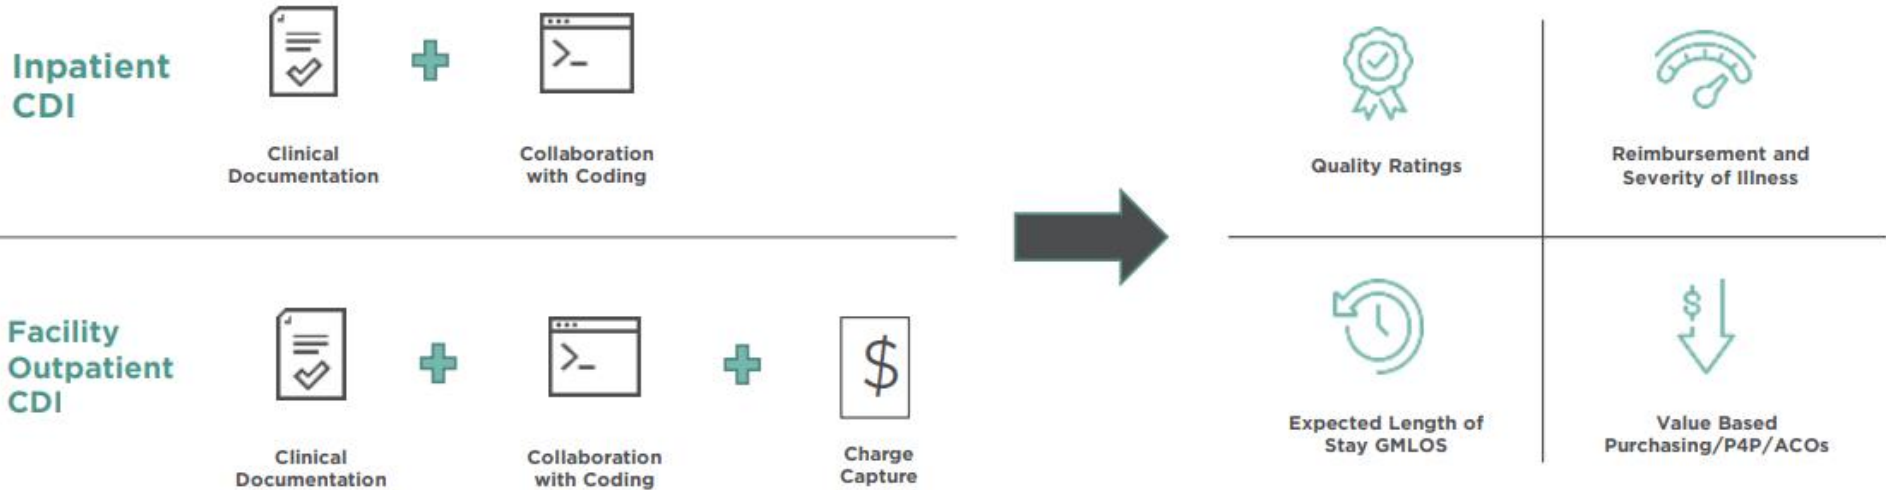 Inpatient
CDI
Clinical
Documentation
Collaboration
with Coding
Facility
Outpatient
CDI
Clinical
Documentation
Collaboration
with Coding
$
Charge
Capture
Quality Ratings
Reimbursement and
Severity of Illness
Expected Length of
Stay GMLOS
$
Value Based
Purchasing/P4P/ACOs